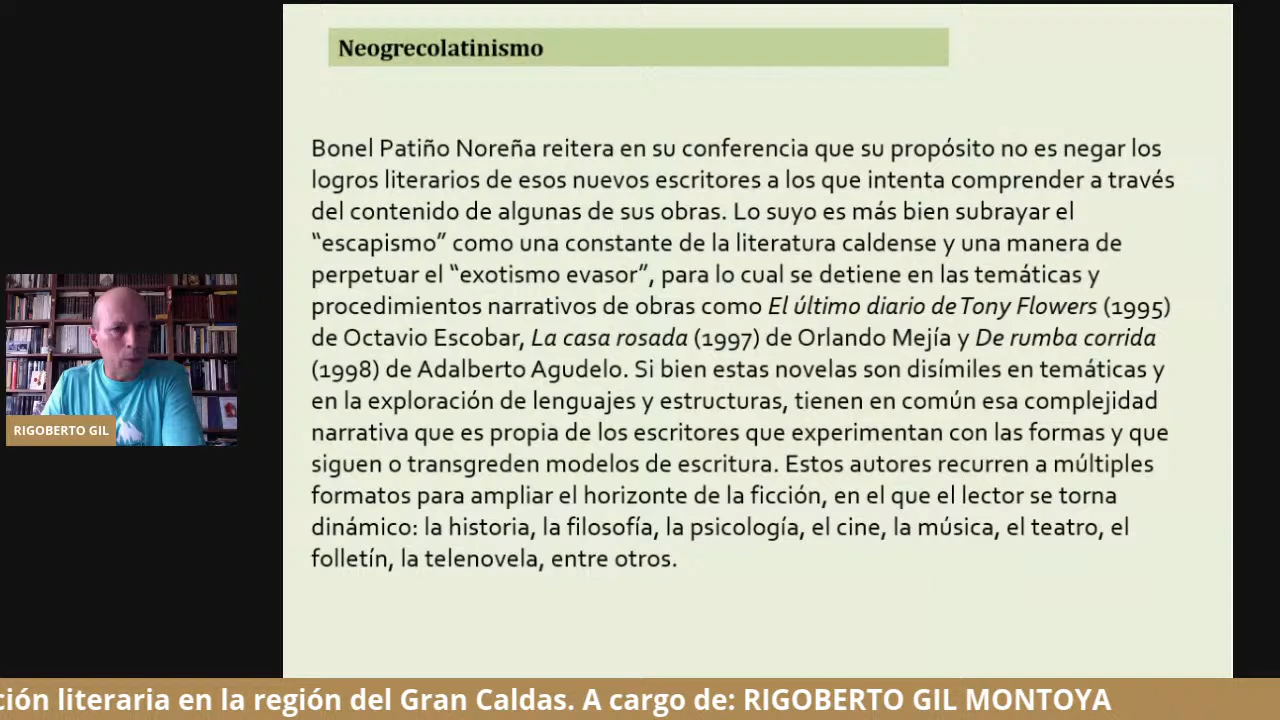 Neogrecolatinismo
Bonel Patiño Noreña reitera en su conferencia que su propósito no es negar los
logros literarios de esos nuevos escritores a los que intenta comprender a través
del contenido de algunas de sus obras. Lo suyo es más bien subrayar el
“escapismo” como una constante de la literatura caldense y una manera de
perpetuar el “exotismo evasor”, para lo cual se detiene en las temáticas y
procedimientos narrativos de obras como El último diario de Tony Flowers (1995)
de Octavio Escobar, La casa rosada (1997) de Orlando Mejía y De rumba corrida
(1998) de Adalberto Agudelo. Si bien estas novelas son disímiles en temáticas y
en la exploración de lenguajes y estructuras, tienen en común esa complejidad
narrativa que es propia de los escritores que experimentan con las formas y que
siguen o transgreden modelos de escritura. Estos autores recurren a múltiples
formatos para ampliar el horizonte de la ficción, en el que el lector se torna
dinámico: la historia, la filosofía, la psicología, el cine, la música, el teatro, el
folletín, la telenovela, entre otros.
RIGOBERTO GIL
ción literaria en la región del Gran Caldas. A cargo de: RIGOBERTO GIL MONTOYA